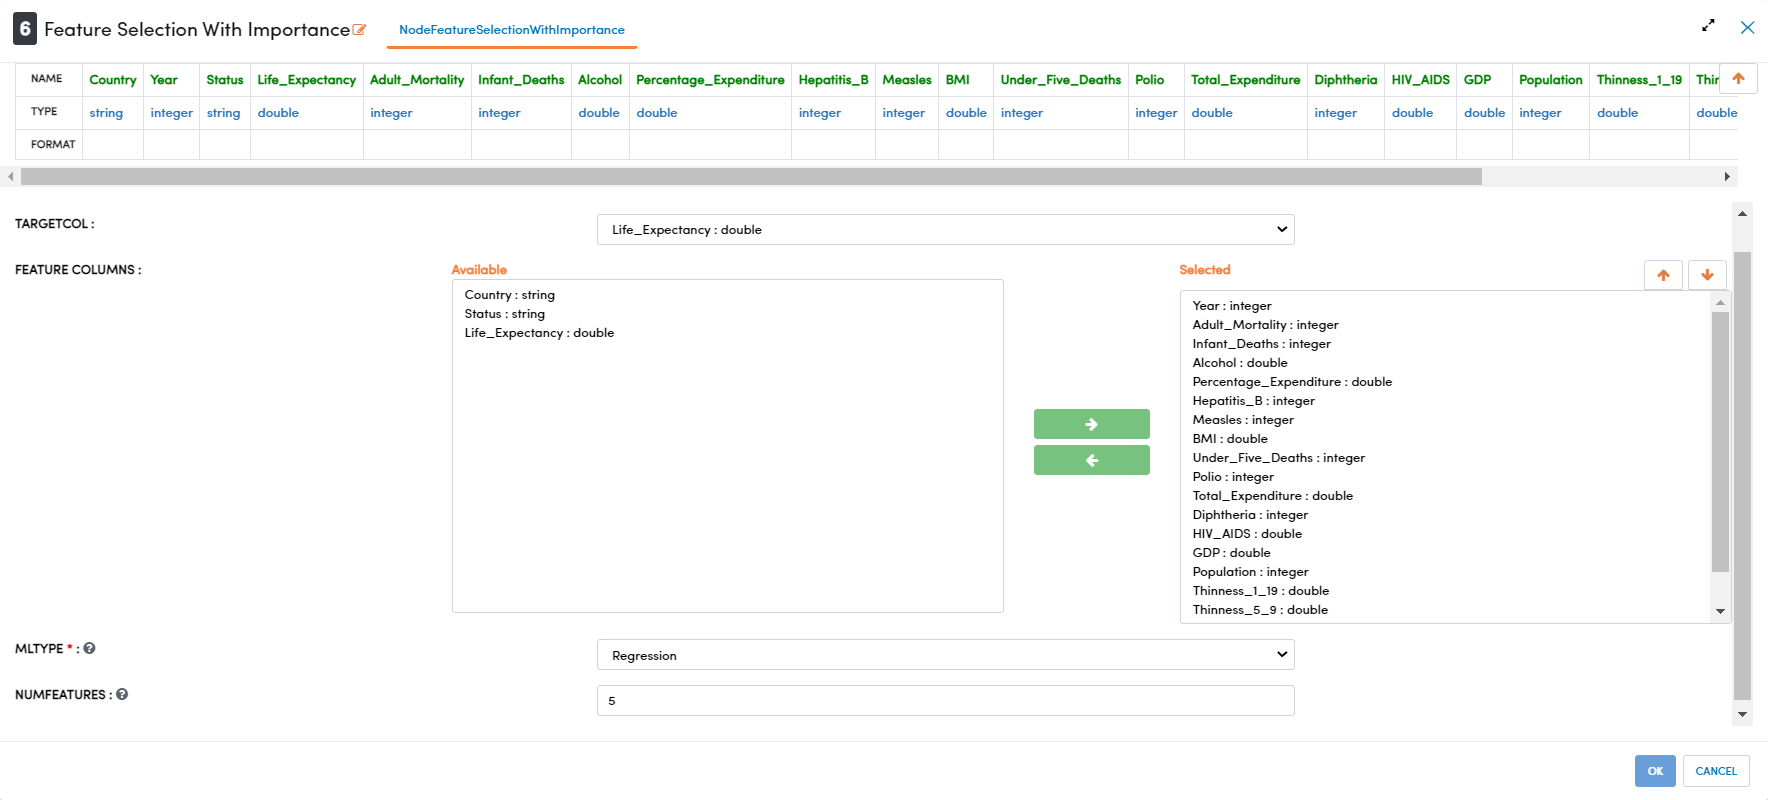 6 Feature Selection With Importance NodeFeatureSelectionWithImportance
NAME Country Year Status Life_Expectancy Adult_Mortality Infant_Deaths Alcohol Percentage_Expenditure Hepatitis_B Measles BMI Under_Five_Deaths Polio Total_Expenditure Diphtheria HIV_AIDS GDP Population Thinness_1_19 Thir
TYPE string integer string double integer integer double double integer integer double integer integer double integer double double integer double double
FORMAT
TARGETCOL : Life_Expectancy : double
FEATURE COLUMNS : Available Selected
Country : string
Status : string
Life_Expectancy : double
Year : integer
Adult_Mortality : integer
Infant_Deaths : integer
Alcohol : double
Percentage_Expenditure : double
Hepatitis_B : integer
Measles : integer
BMI : double
Under_Five_Deaths : integer
Polio : integer
Total_Expenditure : double
Diphtheria : integer
HIV_AIDS : double
GDP : double
Population : integer
Thinness_1_19 : double
Thinness_5_9 : double
MLTYPE * : ? Regression
NUMFEATURES : ? 5
OK CANCEL